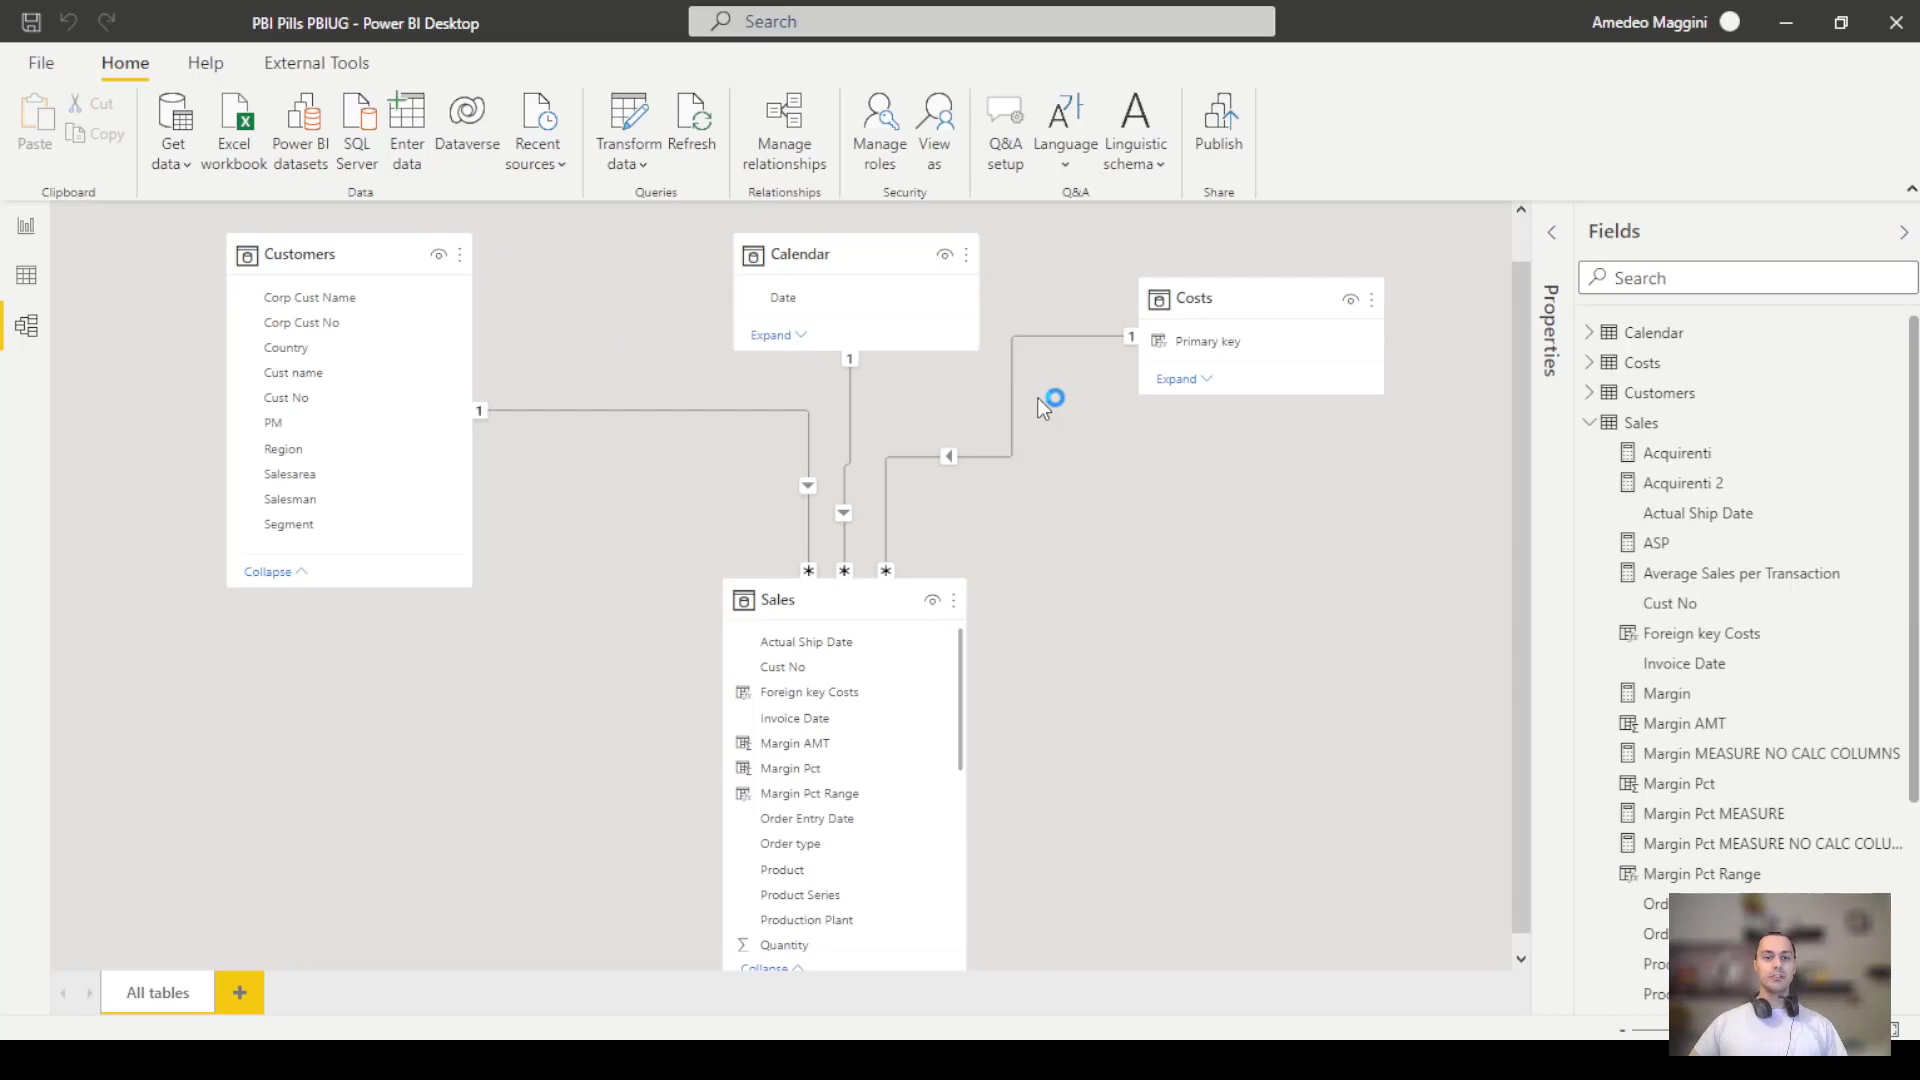 PBI Pills PBIUG - Power BI Desktop
Search
Amedeo Maggini
File
Home
Help
External Tools
Paste
Cut
Copy
Get data
Excel workbook
Power BI datasets
SQL Server
Enter data
Dataverse
Recent sources
Transform data
Refresh
Manage relationships
Manage roles
View as
Q&A setup
Language
Linguistic schema
Publish
Clipboard
Data
Queries
Relationships
Security
Q&A
Share
Customers
Corp Cust Name
Corp Cust No
Country
Cust name
Cust No
PM
Region
Salesarea
Salesman
Segment
Collapse
1
Calendar
Date
Expand
1
Costs
1
Primary key
Expand
* * *
Sales
Actual Ship Date
Cust No
Foreign key Costs
Invoice Date
Margin AMT
Margin Pct
Margin Pct Range
Order Entry Date
Order type
Product
Product Series
Production Plant
Σ Quantity
Collapse
Properties
Fields
Search
Calendar
Costs
Customers
Sales
Acquirenti
Acquirenti 2
Actual Ship Date
ASP
Average Sales per Transaction
Cust No
Foreign key Costs
Invoice Date
Margin
Margin AMT
Margin MEASURE NO CALC COLUMNS
Margin Pct
Margin Pct MEASURE
Margin Pct MEASURE NO CALC COLU...
Margin Pct Range
All tables
+